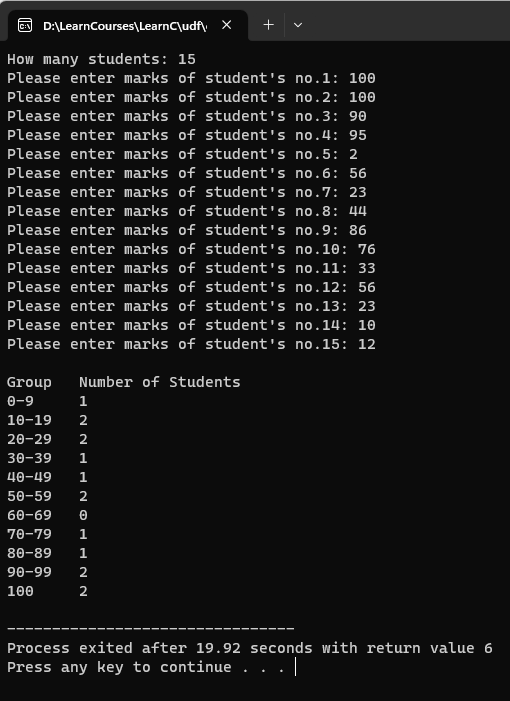 D:\LearnCourses\LearnC\udf\
How many students: 15
Please enter marks of student's no.1: 100
Please enter marks of student's no.2: 100
Please enter marks of student's no.3: 90
Please enter marks of student's no.4: 95
Please enter marks of student's no.5: 2
Please enter marks of student's no.6: 56
Please enter marks of student's no.7: 23
Please enter marks of student's no.8: 44
Please enter marks of student's no.9: 86
Please enter marks of student's no.10: 76
Please enter marks of student's no.11: 33
Please enter marks of student's no.12: 56
Please enter marks of student's no.13: 23
Please enter marks of student's no.14: 10
Please enter marks of student's no.15: 12
Group Number of Students
0-9 1
10-19 2
20-29 2
30-39 1
40-49 1
50-59 2
60-69 0
70-79 1
80-89 1
90-99 2
100 2
--------------------------------
Process exited after 19.92 seconds with return value 6
Press any key to continue . . .